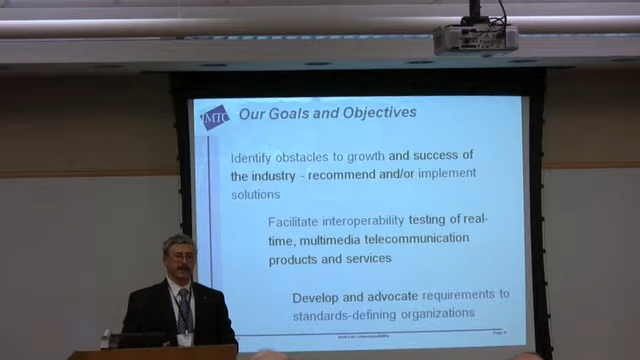 MTC
Our Goals and Objectives
Identify obstacles to growth and success of
the industry - recommend and/or implement
solutions
Facilitate interoperability testing of real-
time, multimedia telecommunication
products and services
Develop and advocate requirements to
standards-defining organizations